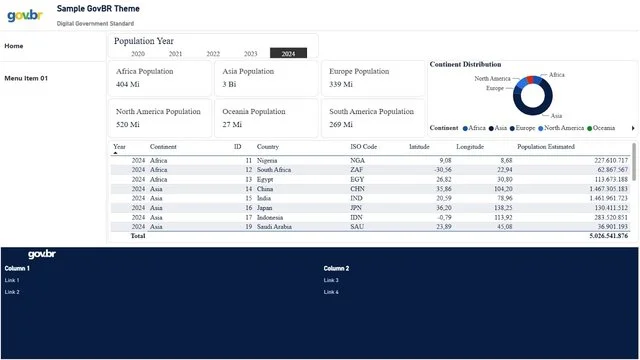 gov.br
Sample GovBR Theme
Digital Government Standard
Home
Menu Item 01
Population Year
2020 2021 2022 2023 2024
Africa Population
404 Mi
Asia Population
3 Bi
Europe Population
339 Mi
North America Population
520 Mi
Oceania Population
27 Mi
South America Population
269 Mi
Continent Distribution
North America
Africa
Europe
Asia
Continent Africa Asia Europe North America Oceania
Year Continent ID Country ISO Code latitude Longitude Population Estimated
2024 Africa 11 Nigeria NGA 9,08 8,68 227.610.717
2024 Africa 12 South Africa ZAF -30,56 22,94 62.867.567
2024 Africa 13 Egypt EGY 26,82 30,80 113.673.188
2024 Asia 14 China CHN 35,86 104,20 1.467.305.183
2024 Asia 15 India IND 20,59 78,96 1.461.961.723
2024 Asia 16 Japan JPN 36,20 138,25 130.411.512
2024 Asia 17 Indonesia IDN -0,79 113,92 283.520.851
2024 Asia 19 Saudi Arabia SAU 23,89 45,08 36.901.193
Total 5.026.541.876
gov.br
Column 1
Link 1
Link 2
Column 2
Link 3
Link 4